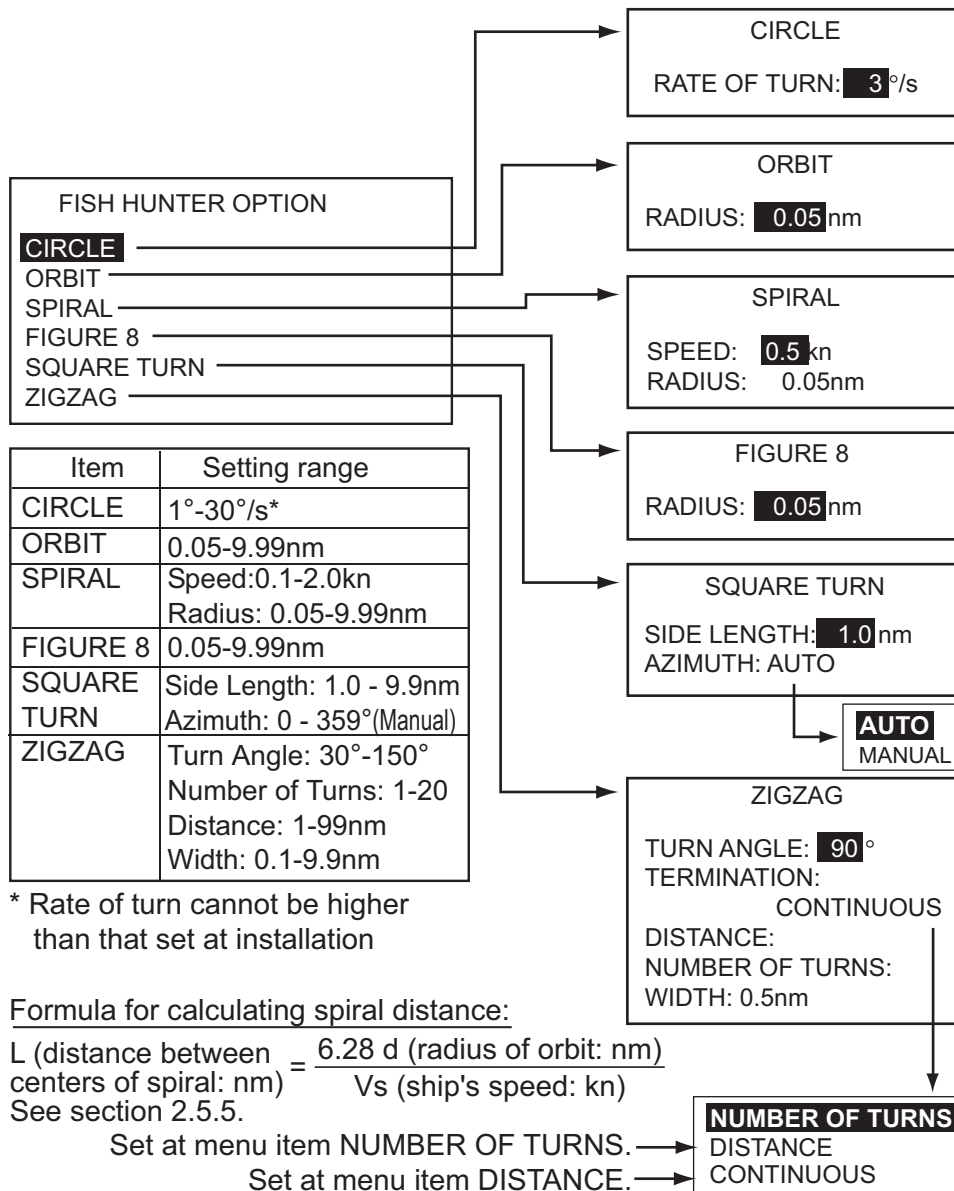 FISH HUNTER OPTION
CIRCLE
ORBIT
SPIRAL
FIGURE 8
SQUARE TURN
ZIGZAG
CIRCLE
RATE OF TURN: 3°/s
ORBIT
RADIUS: 0.05 nm
SPIRAL
SPEED: 0.5 kn
RADIUS: 0.05nm
FIGURE 8
RADIUS: 0.05 nm
SQUARE TURN
SIDE LENGTH: 1.0 nm
AZIMUTH: AUTO
AUTO
MANUAL
ZIGZAG
TURN ANGLE: 90°
TERMINATION:
CONTINUOUS
DISTANCE:
NUMBER OF TURNS:
WIDTH: 0.5nm
NUMBER OF TURNS
DISTANCE
CONTINUOUS
Item Setting range
CIRCLE 1°-30°/s*
ORBIT 0.05-9.99nm
SPIRAL Speed:0.1-2.0kn
Radius: 0.05-9.99nm
FIGURE 8 0.05-9.99nm
SQUARE Side Length: 1.0 - 9.9nm
TURN Azimuth: 0 - 359°(Manual)
ZIGZAG Turn Angle: 30°-150°
Number of Turns: 1-20
Distance: 1-99nm
Width: 0.1-9.9nm
* Rate of turn cannot be higher
than that set at installation
Formula for calculating spiral distance:
L (distance between centers of spiral: nm) = 6.28 d (radius of orbit: nm)
Vs (ship's speed: kn)
See section 2.5.5.
Set at menu item NUMBER OF TURNS.
Set at menu item DISTANCE.